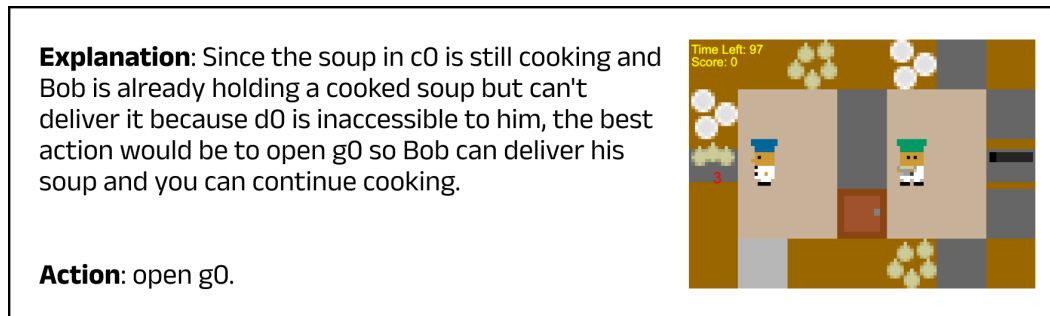 Explanation: Since the soup in c0 is still cooking and
Bob is already holding a cooked soup but can't
deliver it because d0 is inaccessible to him, the best
action would be to open g0 so Bob can deliver his
soup and you can continue cooking.
Action: open g0.
Time Left: 97
Score: 0
3